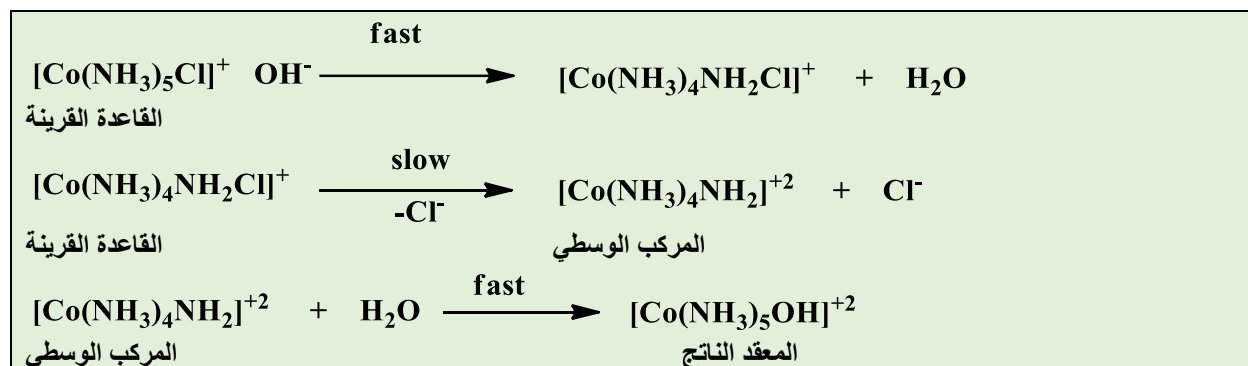 fast
[Co(NH₃)₅Cl]⁺ OH⁻ ⟶ [Co(NH₃)₄NH₂Cl]⁺ + H₂O
القاعدة القرينة
slow
[Co(NH₃)₄NH₂Cl]⁺ ⟶ [Co(NH₃)₄NH₂]⁺² + Cl⁻
-Cl⁻
القاعدة القرينة المركب الوسطي
fast
[Co(NH₃)₄NH₂]⁺² + H₂O ⟶ [Co(NH₃)₅OH]⁺²
المركب الوسطي المعقد الناتج